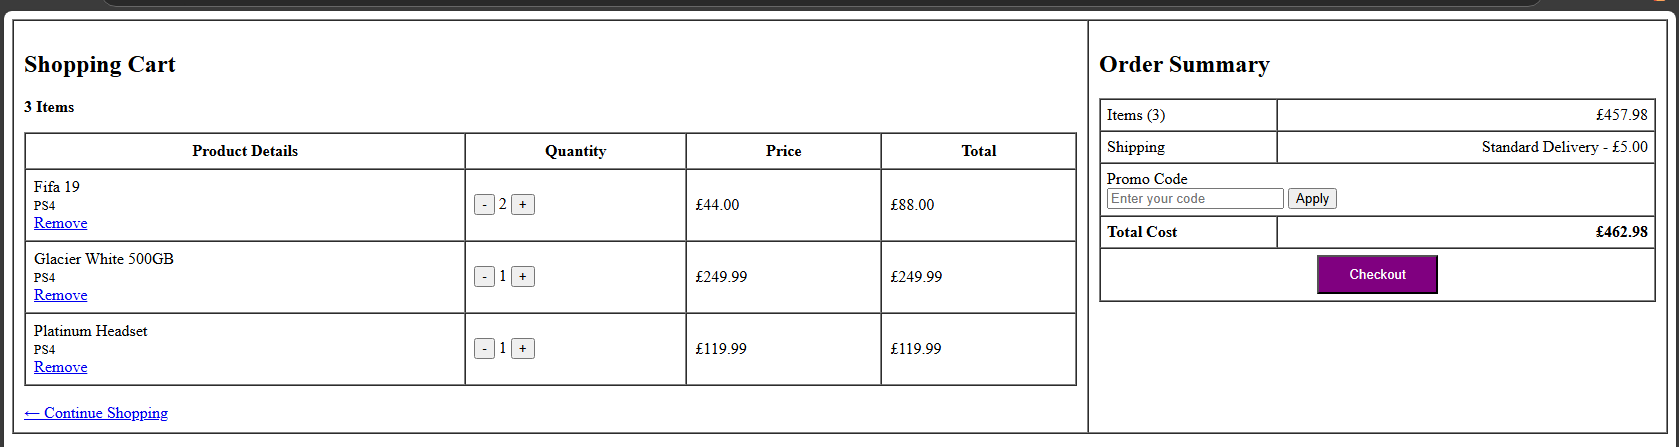 Shopping Cart
3 Items
Product Details Quantity Price Total
Fifa 19
PS4
Remove
- 2 + £44.00 £88.00
Glacier White 500GB
PS4
Remove
- 1 + £249.99 £249.99
Platinum Headset
PS4
Remove
- 1 + £119.99 £119.99
← Continue Shopping
Order Summary
Items (3) £457.98
Shipping Standard Delivery - £5.00
Promo Code
Enter your code Apply
Total Cost £462.98
Checkout